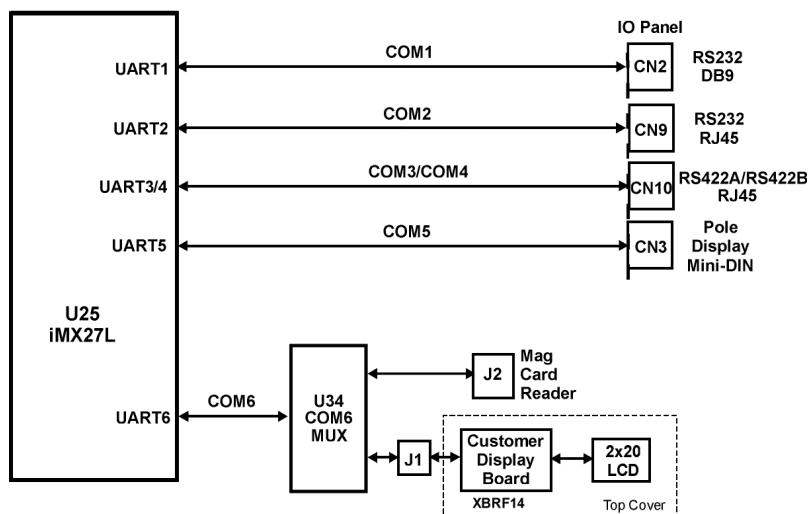 IO Panel
UART1
COM1
CN2
RS232
DB9
UART2
COM2
CN9
RS232
RJ45
UART3/4
COM3/COM4
CN10
RS422A/RS422B
RJ45
UART5
COM5
CN3
Pole
Display
Mini-DIN
U25
iMX27L
UART6
COM6
U34
COM6
MUX
J2
Mag
Card
Reader
J1
Customer
Display
Board
XBRF14
2x20
LCD
Top Cover